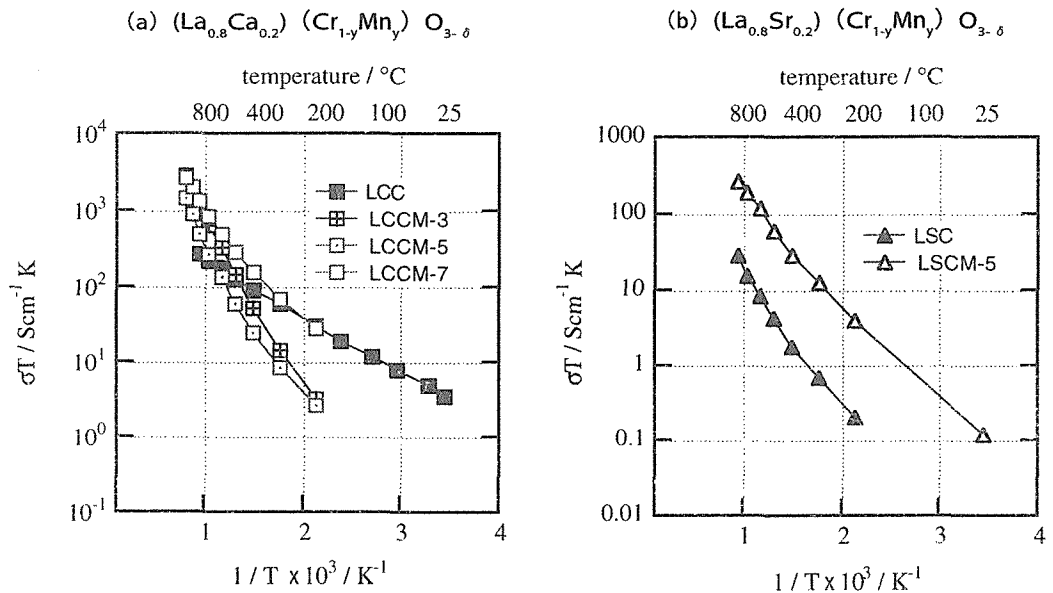 (a) (La0.8Ca0.2) (Cr1-yMny) O3-δ
temperature / °C
800 400 200 100 25
10^4
10^3
10^2
10^1
10^0
10^-1
σT / Scm^-1 K
LCC
LCCM-3
LCCM-5
LCCM-7
1 2 3 4
1 / T x 10^3 / K^-1
(b) (La0.8Sr0.2) (Cr1-yMny) O3-δ
temperature / °C
800 400 200 100 25
1000
100
10
1
0.1
0.01
σT / Scm^-1 K
LSC
LSCM-5
1 2 3 4
1 / T x 10^3 / K^-1